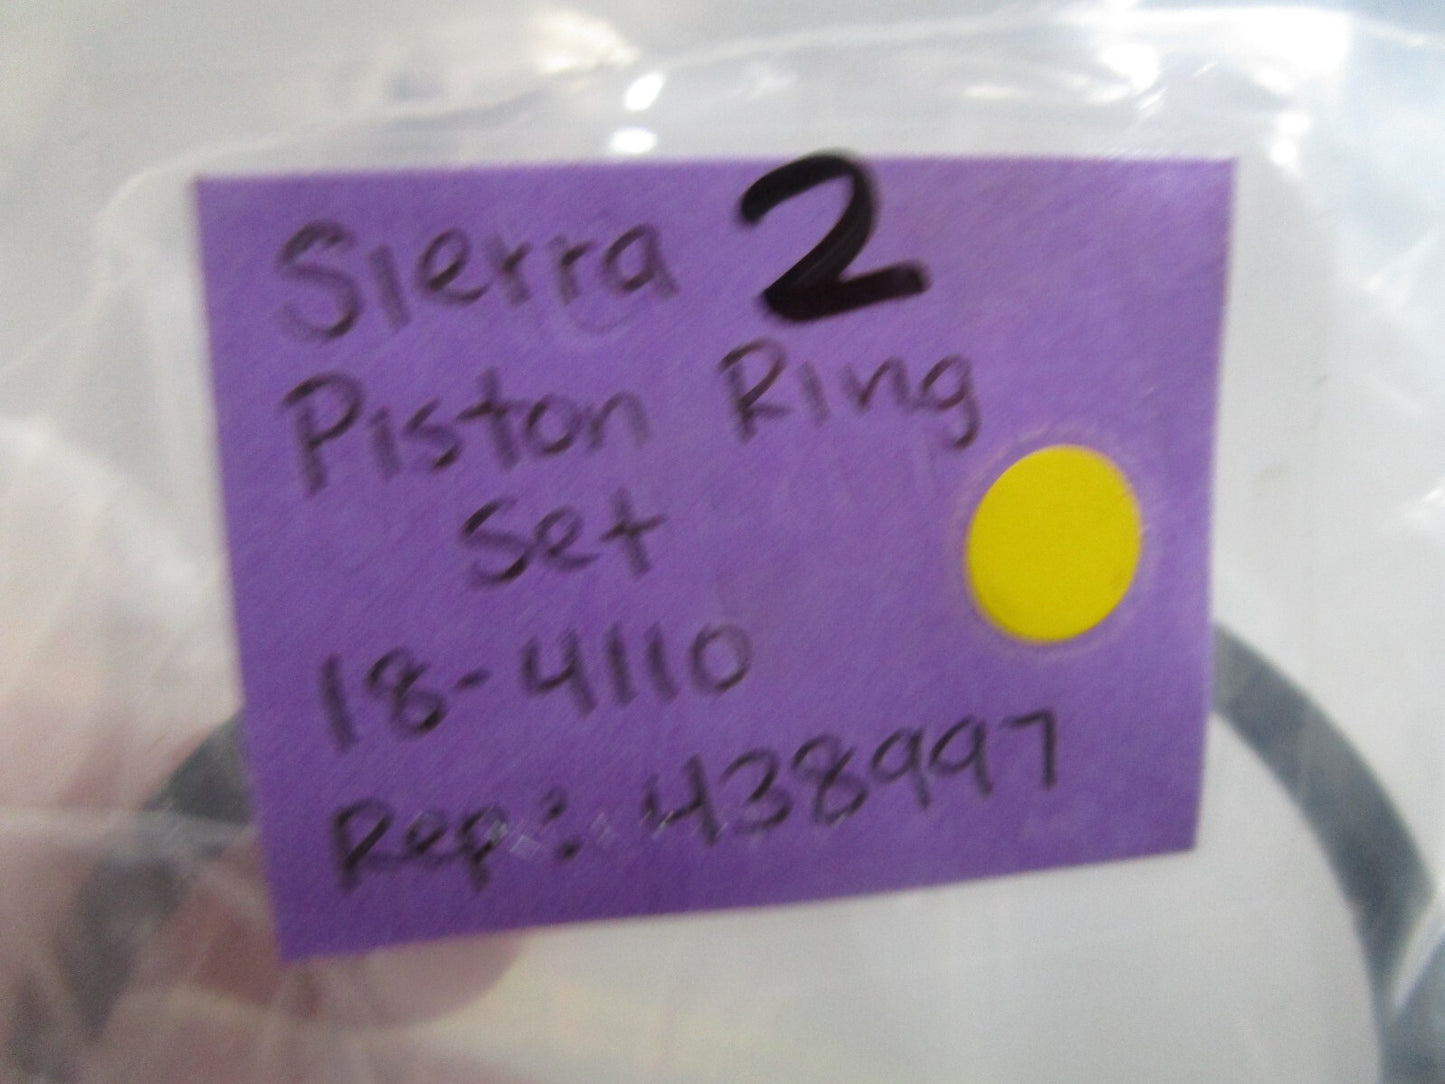 Sierra 2
Piston Ring
Set
18-4110
Rep: 438997